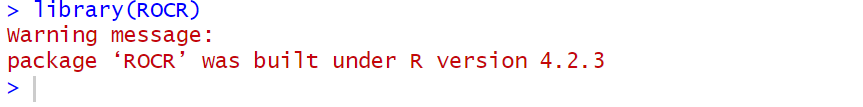 > library(ROCR)
Warning message:
package ‘ROCR’ was built under R version 4.2.3
>